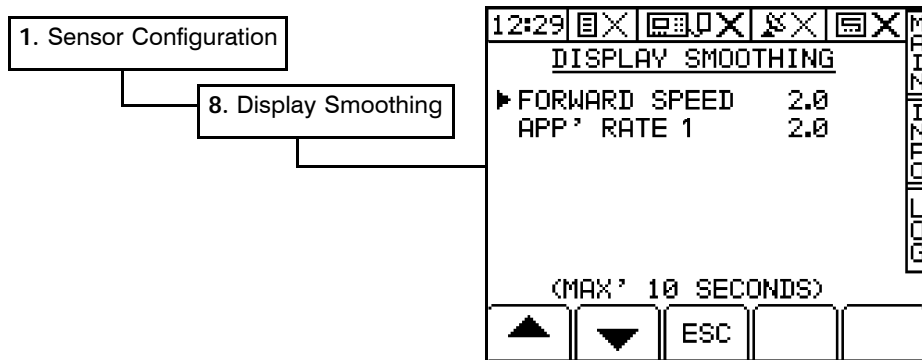 1. Sensor Configuration
8. Display Smoothing
12:29
DISPLAY SMOOTHING
FORWARD SPEED 2.0
APP' RATE 1 2.0
(MAX' 10 SECONDS)
ESC